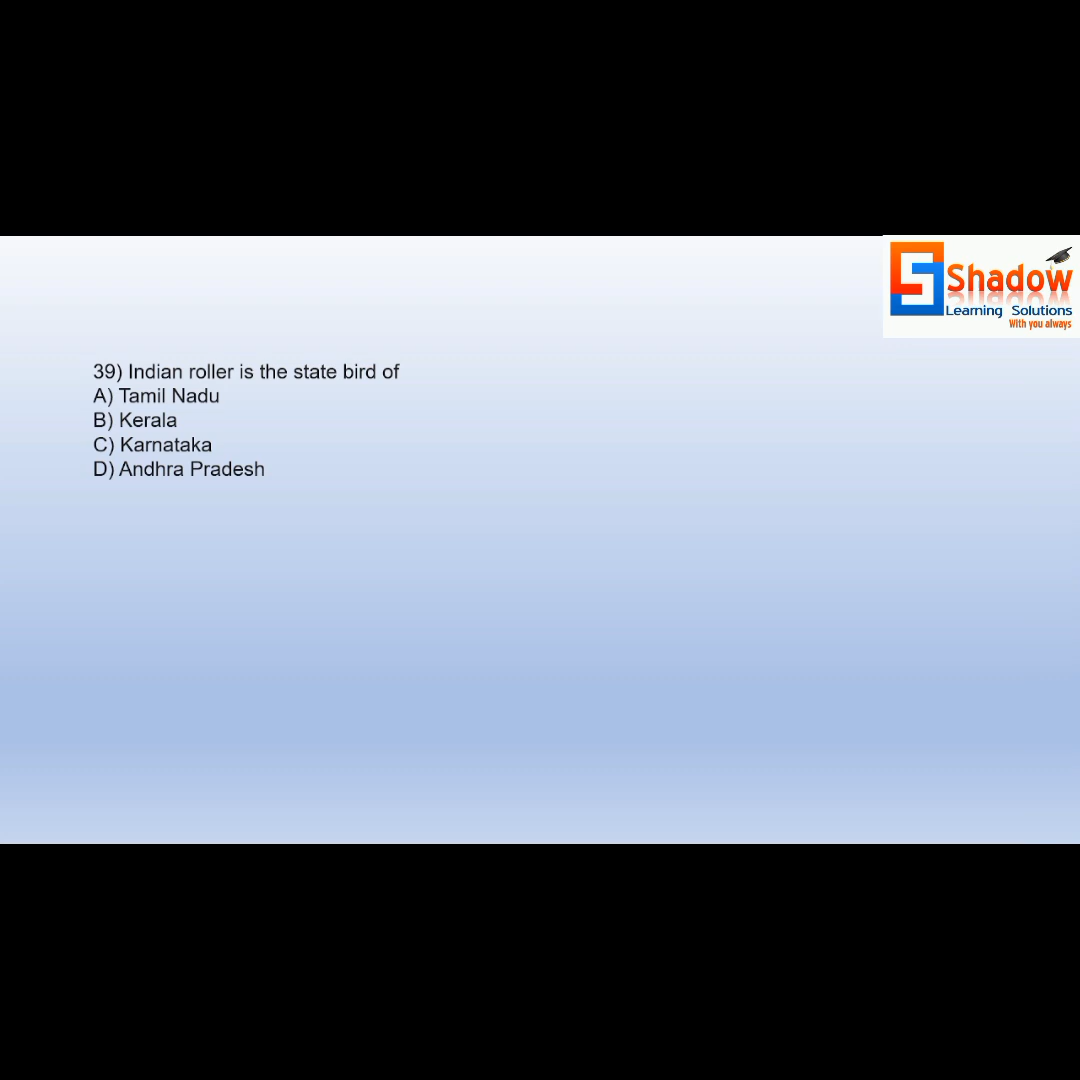 Shadow
Learning Solutions
With you always
39) Indian roller is the state bird of
A) Tamil Nadu
B) Kerala
C) Karnataka
D) Andhra Pradesh